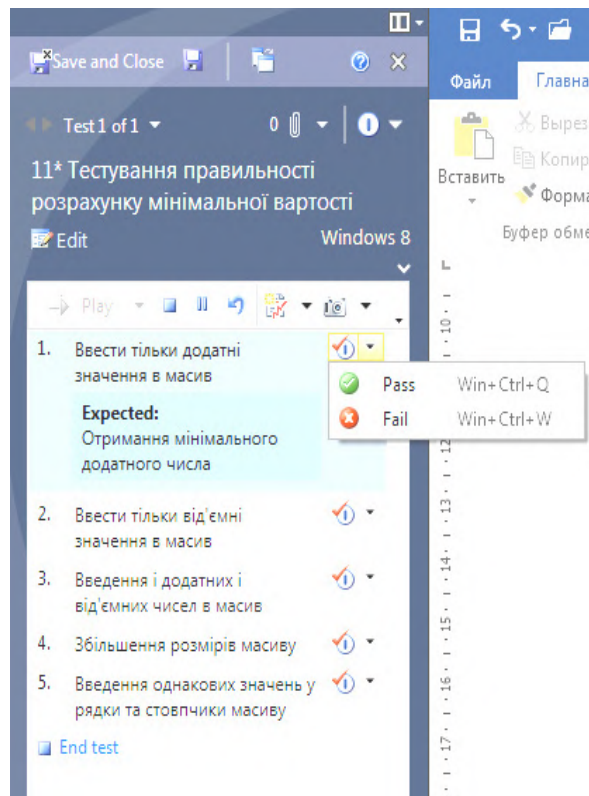 Save and Close
Test 1 of 1
0
11* Тестування правильності
розрахунку мінімальної вартості
Edit
Windows 8
Play
1. Ввести тільки додатні
значення в масив
Expected:
Отримання мінімального
додатного числа
Pass Win+Ctrl+Q
Fail Win+Ctrl+W
2. Ввести тільки від'ємні
значення в масив
3. Введення і додатних і
від'ємних чисел в масив
4. Збільшення розмірів масиву
5. Введення однакових значень у
рядки та стовпчики масиву
End test
Файл Главна
Вырез
Копир
Вставить
Форма
Буфер обме
10
12
13
14
15
16
17